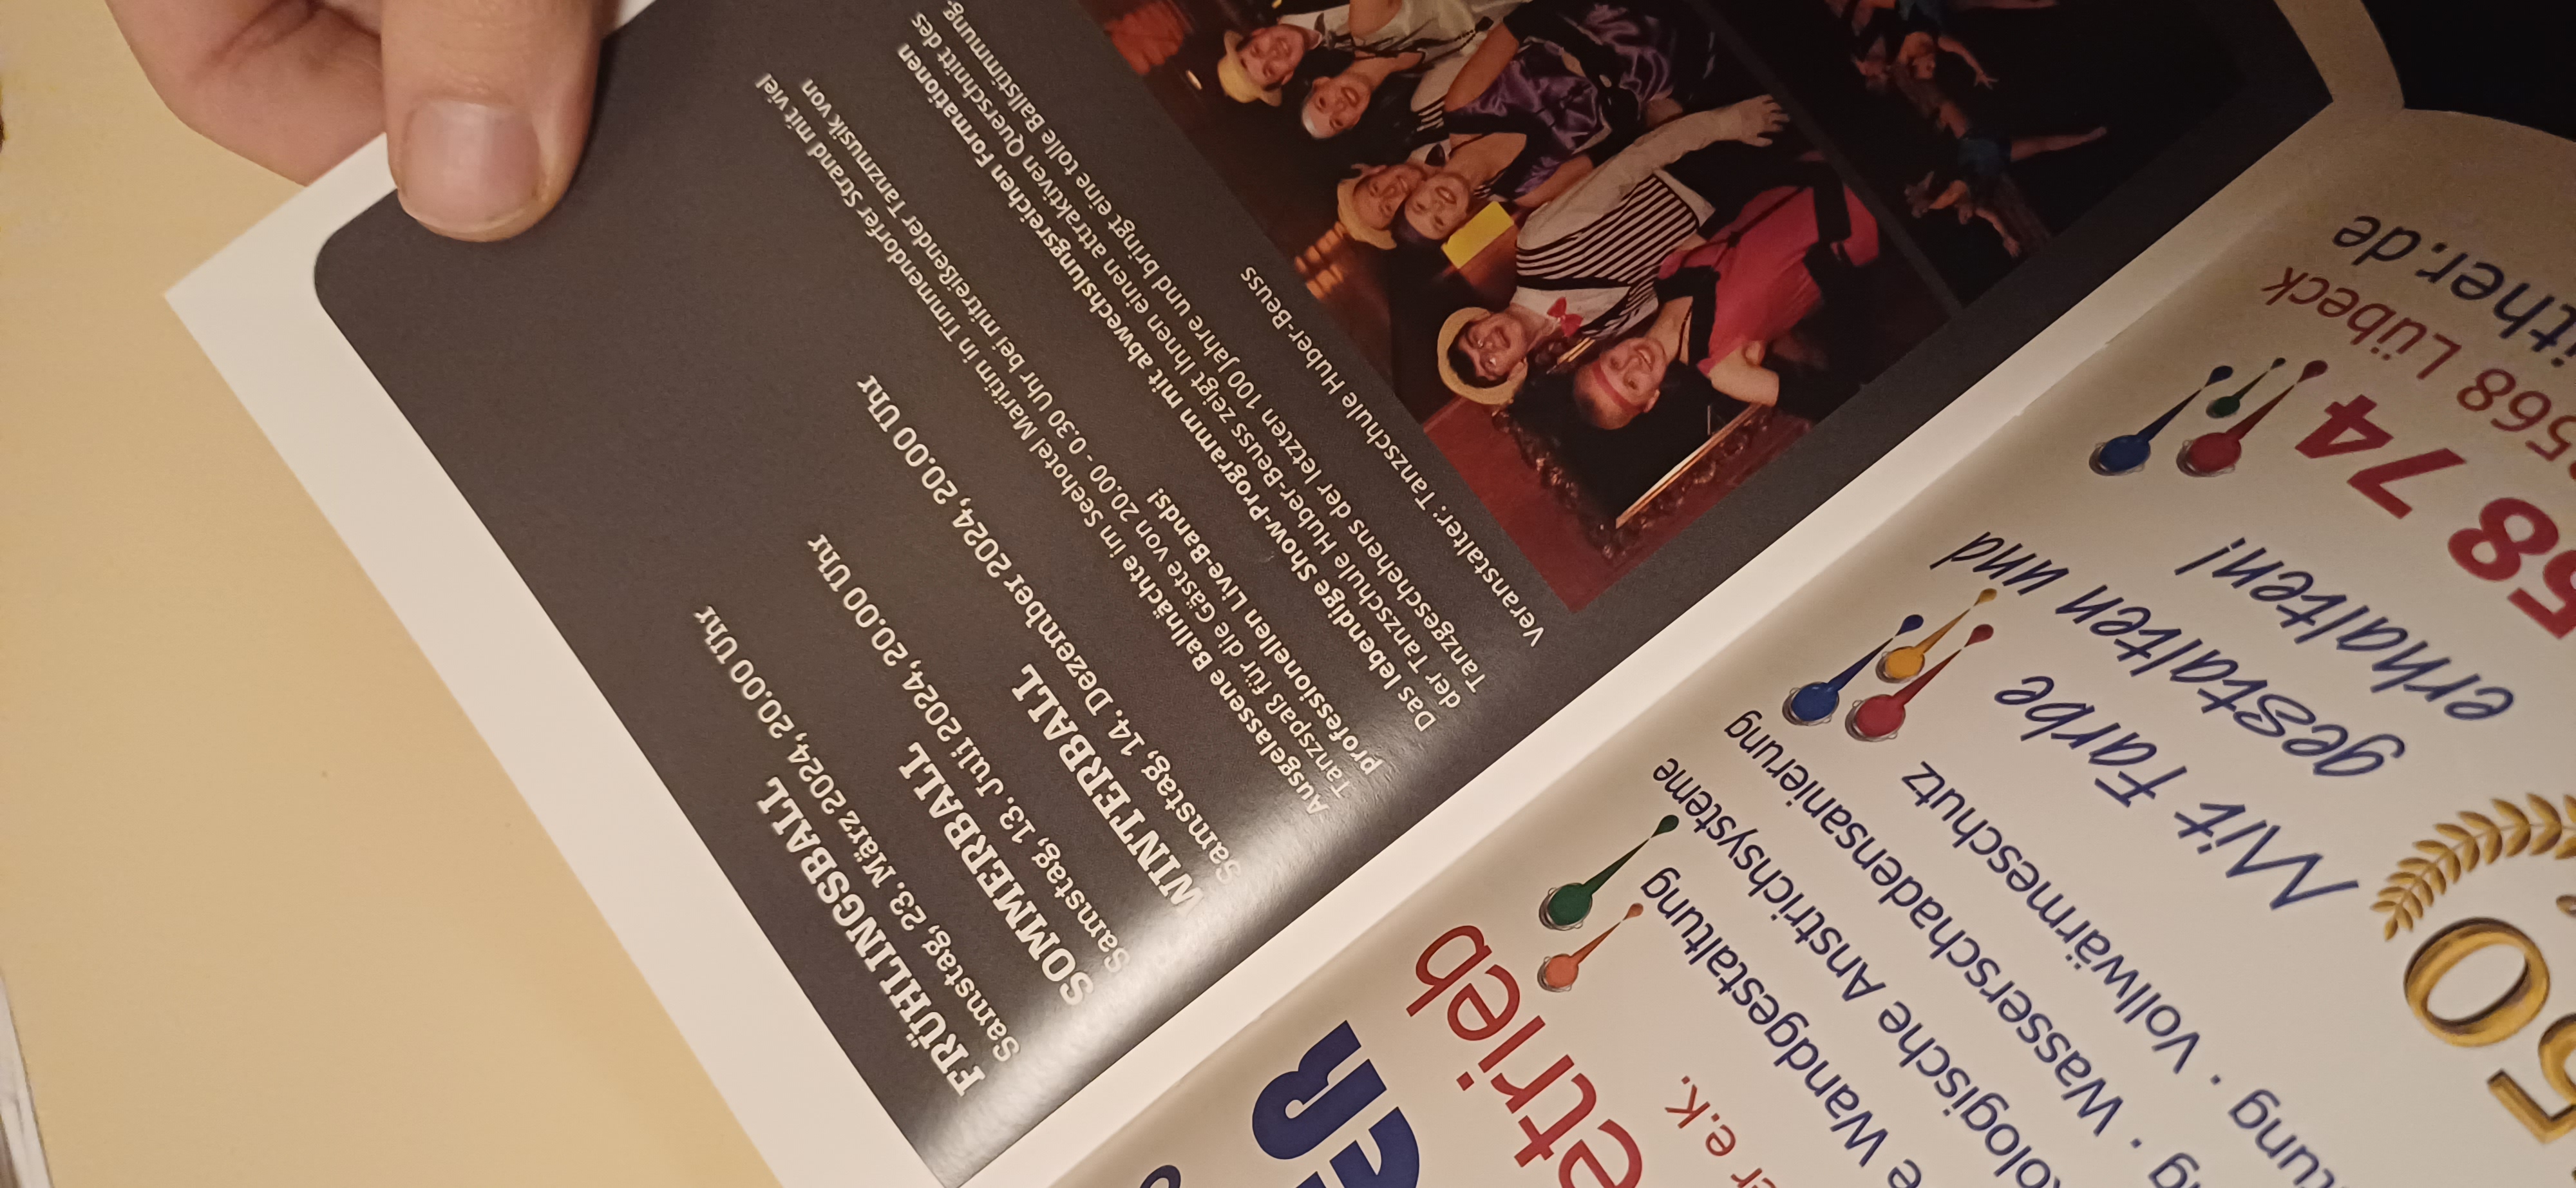 ER
etrieb
er e.K.
e Wandgestaltung
ologische Anstrichsysteme
g · Wasserschadensanierung
tung · Vollwärmeschutz
Mit Farbe
gestalten und
erhalten!
50
58 74
568 Lübeck
ither.de
FRÜHLINGSBALL
Samstag, 23. März 2024, 20.00 Uhr
SOMMERBALL
Samstag, 13. Juli 2024, 20.00 Uhr
WINTERBALL
Samstag, 14. Dezember 2024, 20.00 Uhr
Ausgelassene Ballnächte im Seehotel Maritim in Timmendorfer Strand mit viel
Tanzspaß für die Gäste von 20.00 - 0.30 Uhr bei mitreißender Tanzmusik von
professionellen Live-Bands!
Das lebendige Show-Programm mit abwechslungsreichen Formationen
der Tanzschule Huber-Beuss zeigt Ihnen einen attraktiven Querschnitt des
Tanzgeschehens der letzten 100 Jahre und bringt eine tolle Ballstimmung.
Veranstalter: Tanzschule Huber-Beuss